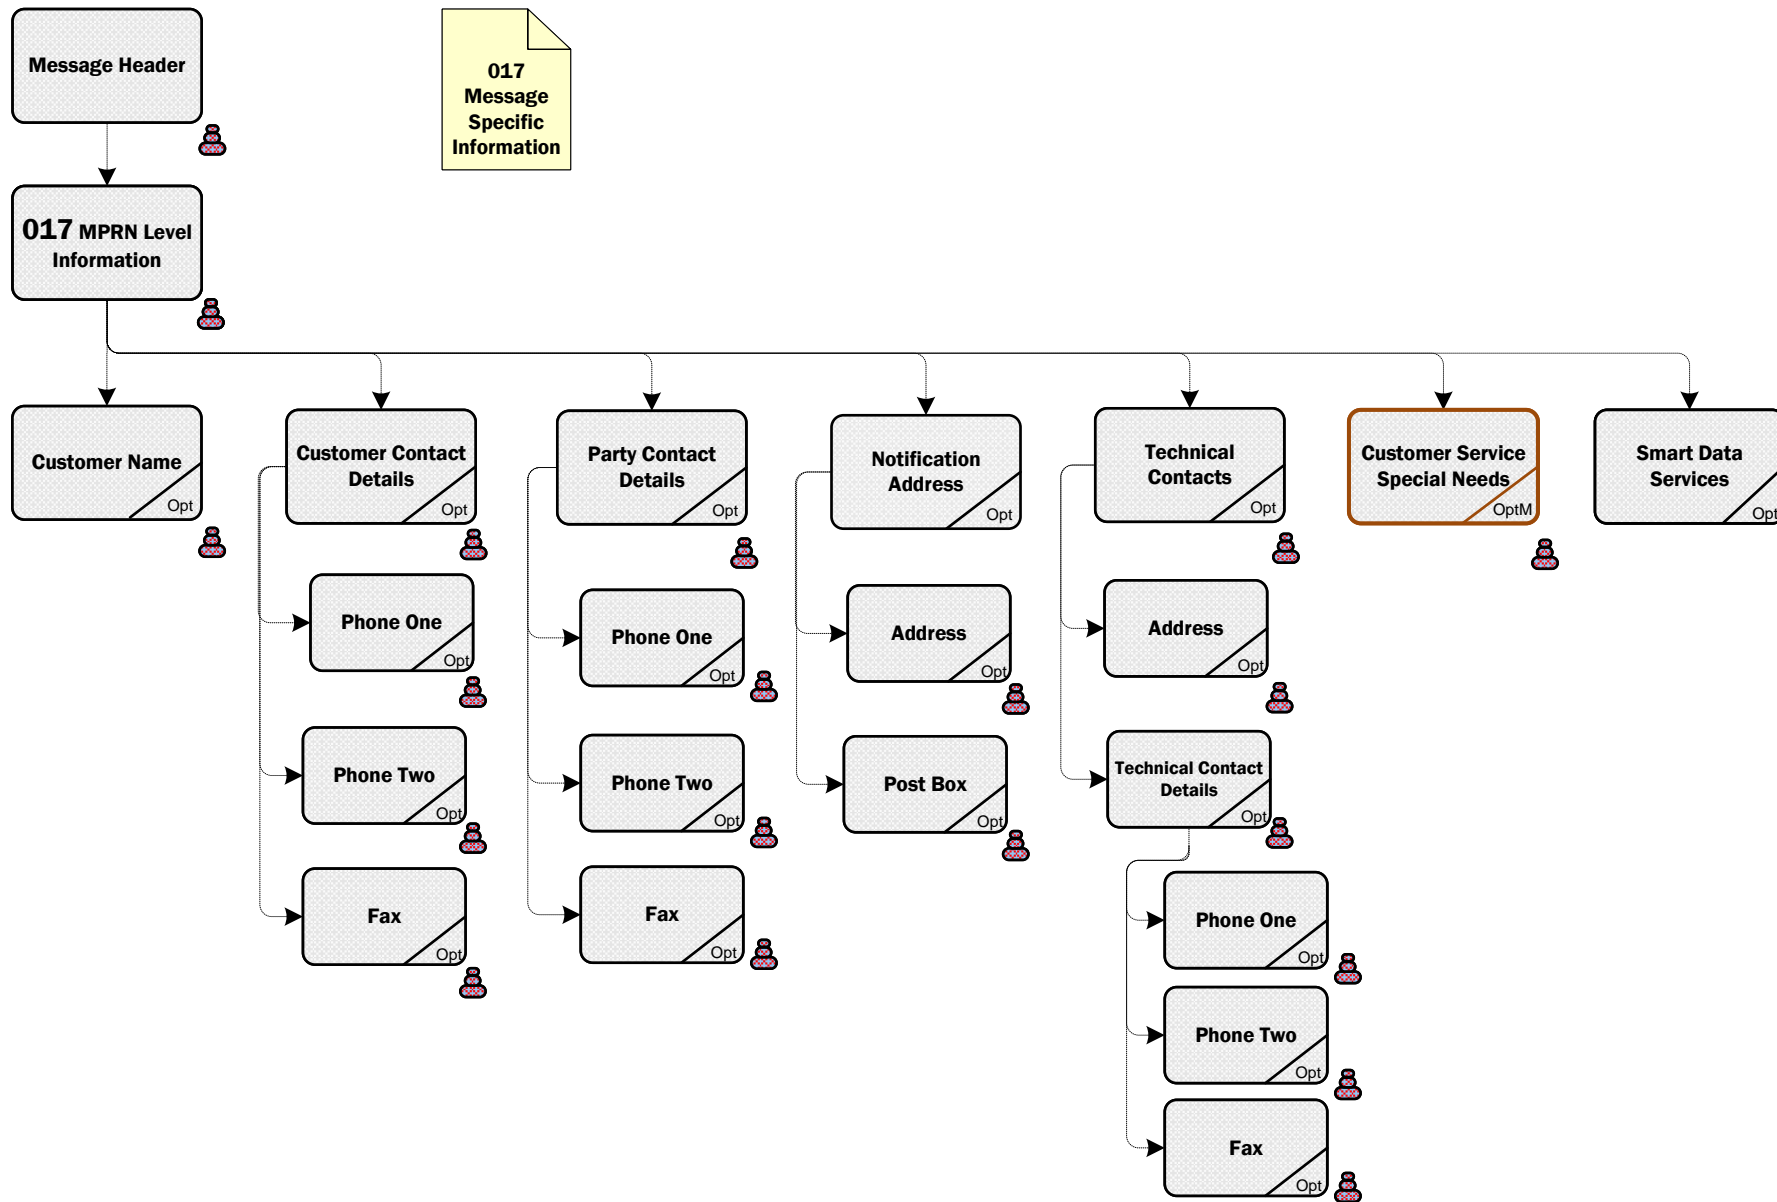 Message Header
017
Message
Specific
Information
017 MPRN Level
Information
Customer Name
Opt
Customer Contact
Details
Opt
Party Contact
Details
Opt
Notification
Address
Opt
Technical
Contacts
Opt
Customer Service
Special Needs
OptM
Smart Data
Services
Opt
Phone One
Opt
Phone One
Opt
Address
Opt
Address
Opt
Phone Two
Opt
Phone Two
Opt
Post Box
Opt
Technical Contact
Details
Opt
Fax
Opt
Fax
Opt
Phone One
Opt
Phone Two
Opt
Fax
Opt